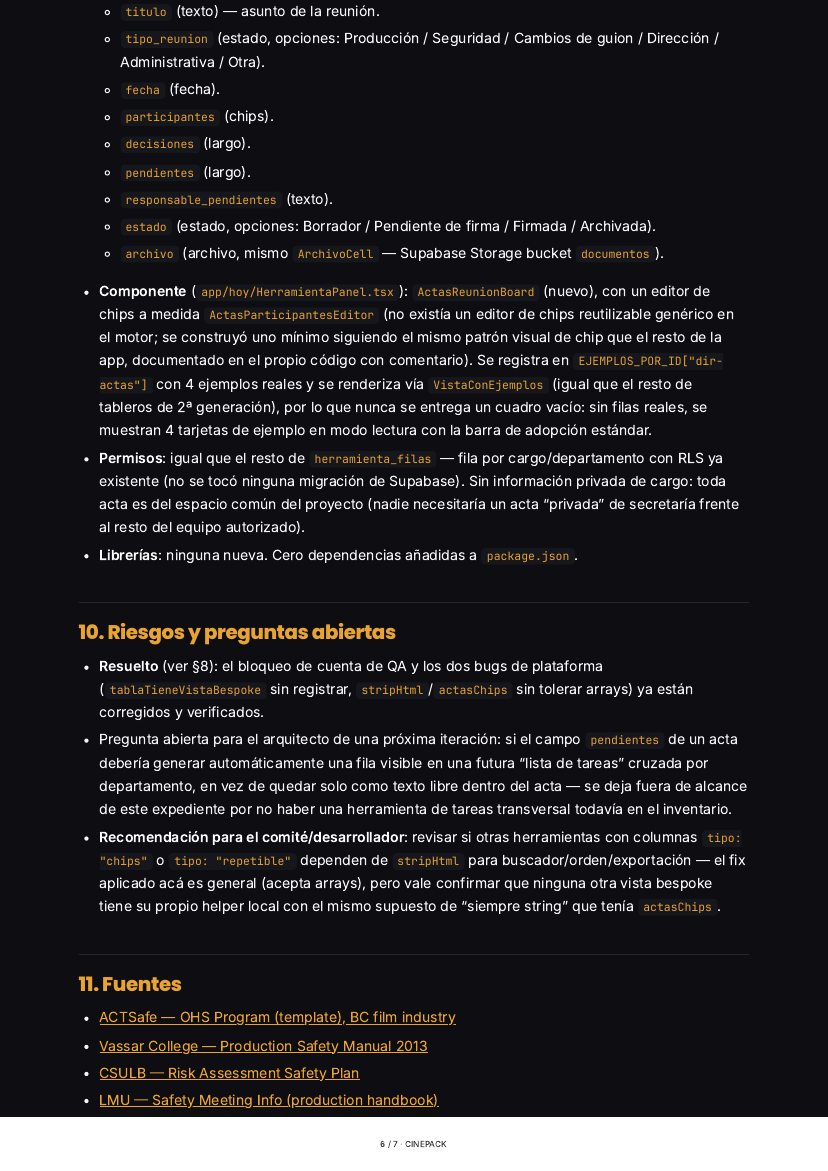 titulo (texto) — asunto de la reunión.
tipo_reunion (estado, opciones: Producción / Seguridad / Cambios de guion / Dirección /
Administrativa / Otra).
fecha (fecha).
participantes (chips).
decisiones (largo).
pendientes (largo).
responsable_pendientes (texto).
estado (estado, opciones: Borrador / Pendiente de firma / Firmada / Archivada).
archivo (archivo, mismo ArchivoCell — Supabase Storage bucket documentos ).
Componente ( app/hoy/HerramientaPanel.tsx ): ActasReunionBoard (nuevo), con un editor de
chips a medida ActasParticipantesEditor (no existía un editor de chips reutilizable genérico en
el motor; se construyó uno mínimo siguiendo el mismo patrón visual de chip que el resto de la
app, documentado en el propio código con comentario). Se registra en EJEMPLOS_POR_ID["dir-
actas"] con 4 ejemplos reales y se renderiza vía VistaConEjemplos (igual que el resto de
tableros de 2ª generación), por lo que nunca se entrega un cuadro vacío: sin filas reales, se
muestran 4 tarjetas de ejemplo en modo lectura con la barra de adopción estándar.
Permisos: igual que el resto de herramienta_filas — fila por cargo/departamento con RLS ya
existente (no se tocó ninguna migración de Supabase). Sin información privada de cargo: toda
acta es del espacio común del proyecto (nadie necesitaría un acta “privada” de secretaría frente
al resto del equipo autorizado).
Librerías: ninguna nueva. Cero dependencias añadidas a package.json .
10. Riesgos y preguntas abiertas
Resuelto (ver §8): el bloqueo de cuenta de QA y los dos bugs de plataforma
( tablaTieneVistaBespoke sin registrar, stripHtml / actasChips sin tolerar arrays) ya están
corregidos y verificados.
Pregunta abierta para el arquitecto de una próxima iteración: si el campo pendientes de un acta
debería generar automáticamente una fila visible en una futura “lista de tareas” cruzada por
departamento, en vez de quedar solo como texto libre dentro del acta — se deja fuera de alcance
de este expediente por no haber una herramienta de tareas transversal todavía en el inventario.
Recomendación para el comité/desarrollador: revisar si otras herramientas con columnas tipo:
"chips" o tipo: "repetible" dependen de stripHtml para buscador/orden/exportación — el fix
aplicado acá es general (acepta arrays), pero vale confirmar que ninguna otra vista bespoke
tiene su propio helper local con el mismo supuesto de “siempre string” que tenía actasChips .
11. Fuentes
ACTSafe — OHS Program (template), BC film industry
Vassar College — Production Safety Manual 2013
CSULB — Risk Assessment Safety Plan
LMU — Safety Meeting Info (production handbook)
6 / 7 · CINEPACK